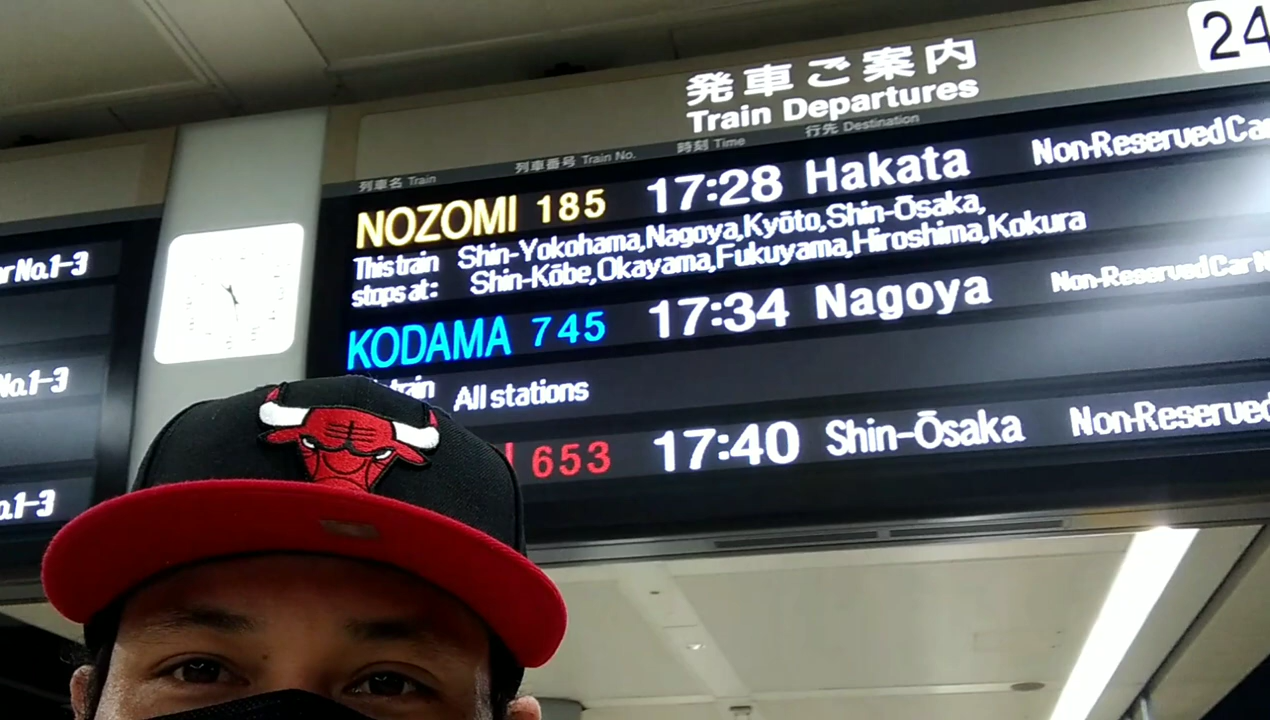 24
発車ご案内
Train Departures
列車名 Train 列車番号 Train No. 時刻 Time 行先 Destination
NOZOMI 185 17:28 Hakata Non-Reserved Car
This train stops at: Shin-Yokohama,Nagoya,Kyōto,Shin-Ōsaka,
Shin-Kōbe,Okayama,Fukuyama,Hiroshima,Kokura
KODAMA 745 17:34 Nagoya Non-Reserved Car
train All stations
653 17:40 Shin-Ōsaka Non-Reserved
No.1-3
No.1-3
1-3